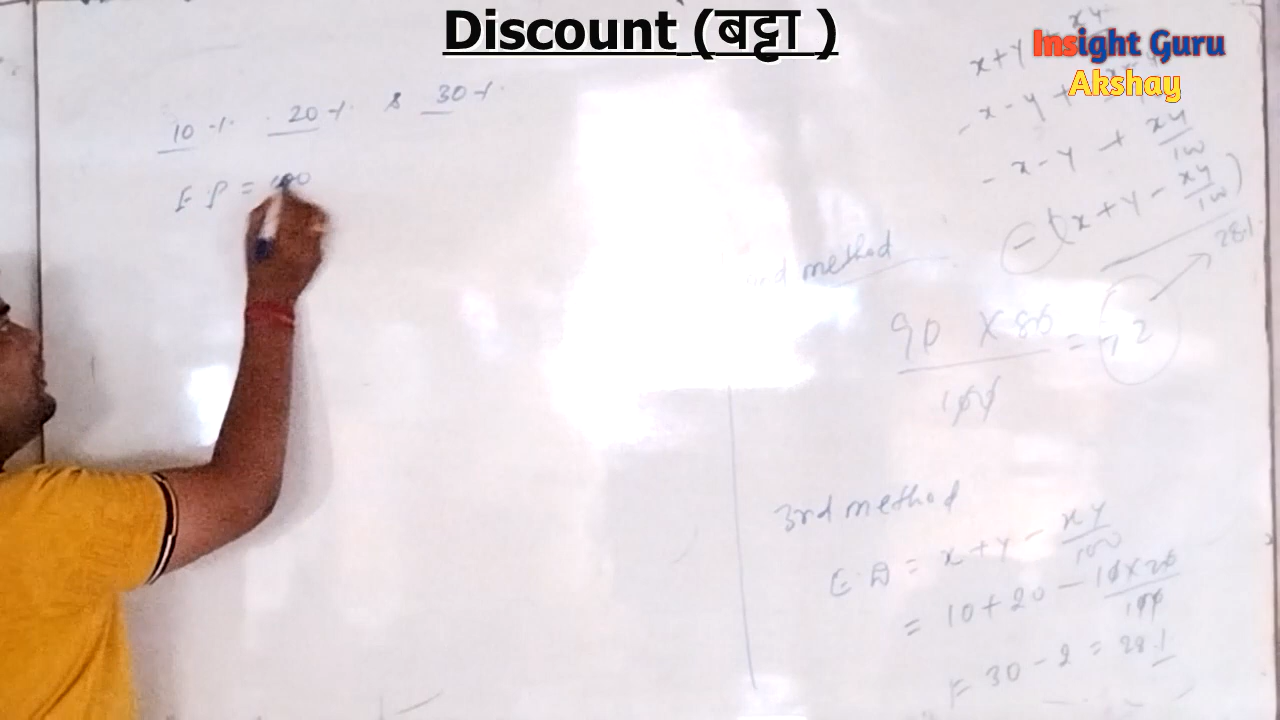 Discount (बट्टा )
Insight Guru
Akshay
10 %. 20 % & 30 %.
E P = 100
x + y + xy
- x - y +
- x - y + xy/100
- (x + y - xy/100)
28%
method
90 X 80 / 100 = 72
3rd method
E D = x + y - xy/100
= 10 + 20 - 10 x 20 / 100
= 30 - 2 = 28%